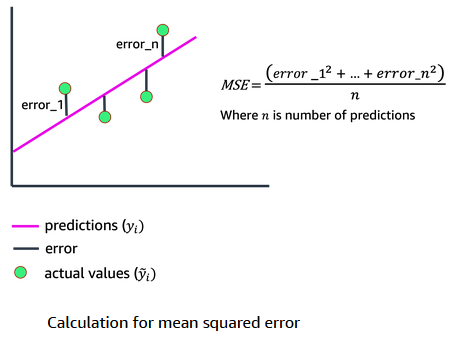 error_n
error_1
MSE = (error _1² + ... + error_n²) / n
Where n is number of predictions
predictions (yᵢ)
error
actual values (ỹᵢ)
Calculation for mean squared error